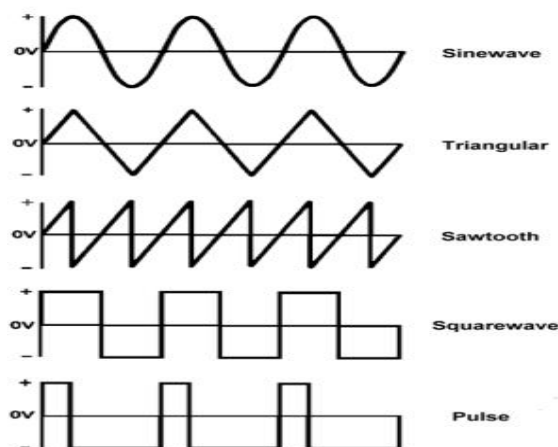 +
0V Sinewave
-
+
0V Triangular
-
+
0V Sawtooth
-
+
0V Squarewave
-
+
0V Pulse